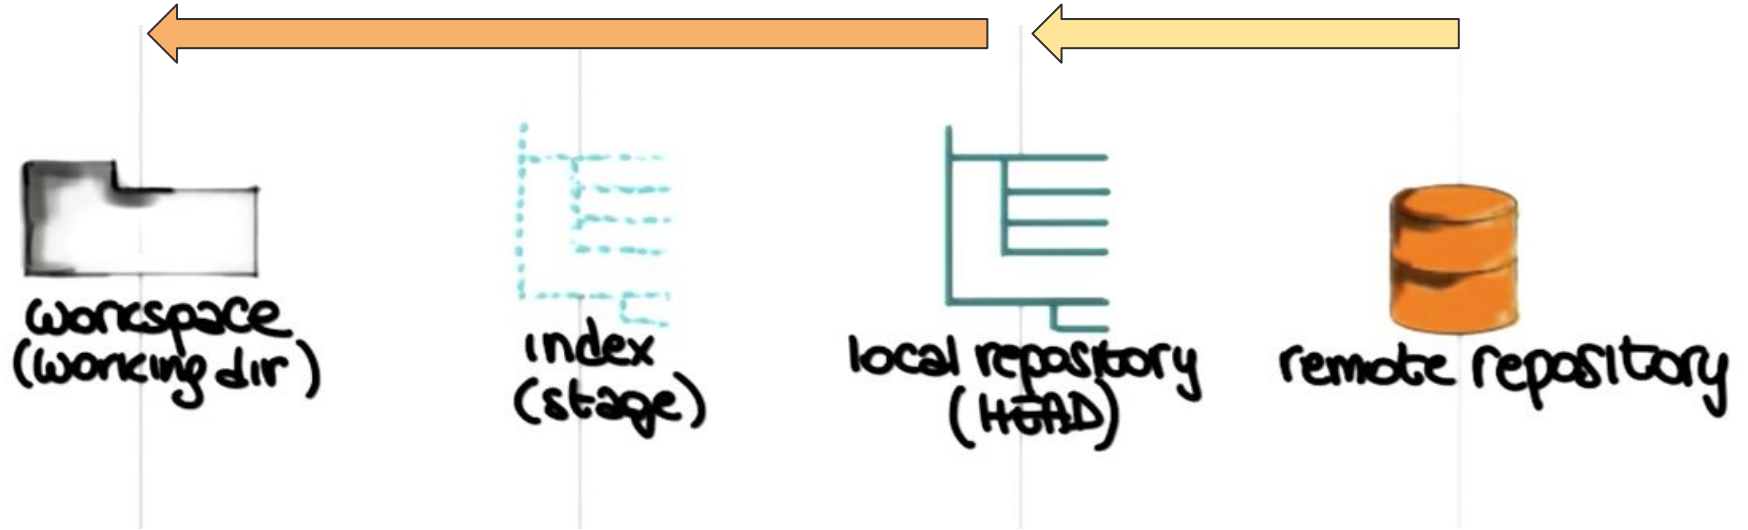 workspace
(working dir)
index
(stage)
local repository
(HEAD)
remote repository